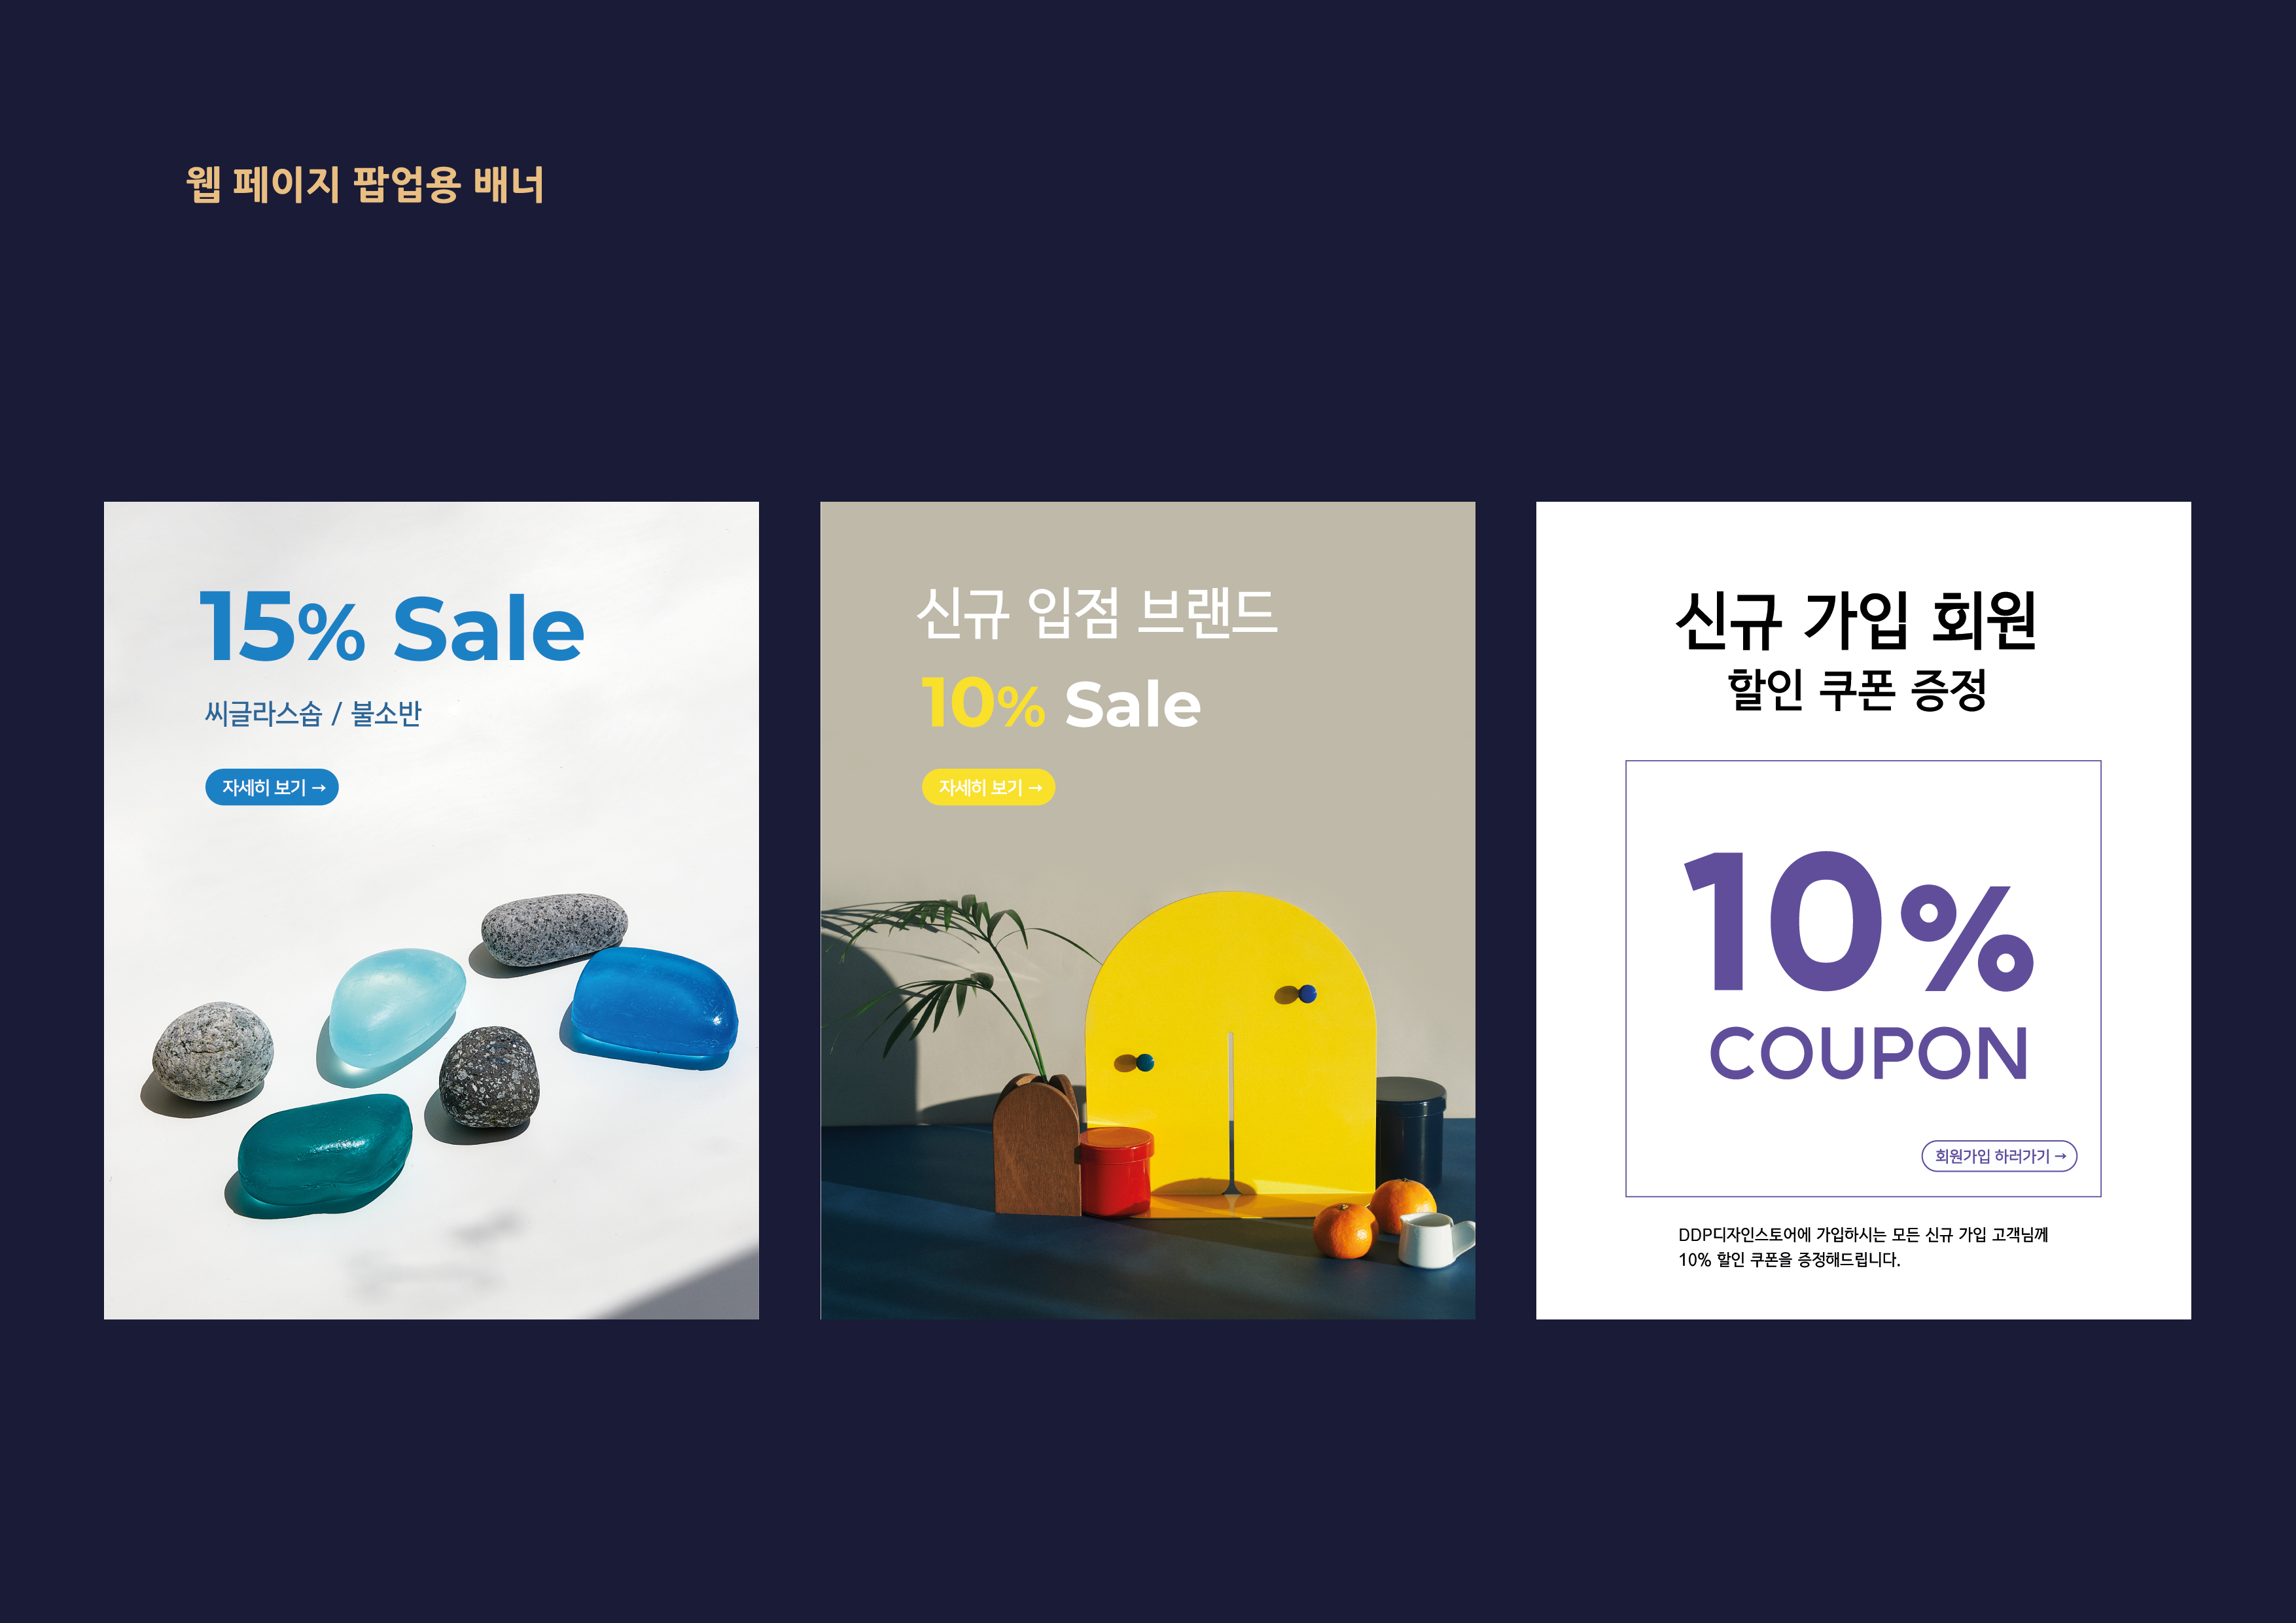 웹 페이지 팝업용 배너
15% Sale
씨글라스솝 / 불소반
자세히 보기 →
신규 입점 브랜드
10% Sale
자세히 보기 →
신규 가입 회원
할인 쿠폰 증정
10%
COUPON
회원가입 하러가기 →
DDP디자인스토어에 가입하시는 모든 신규 가입 고객님께
10% 할인 쿠폰을 증정해드립니다.